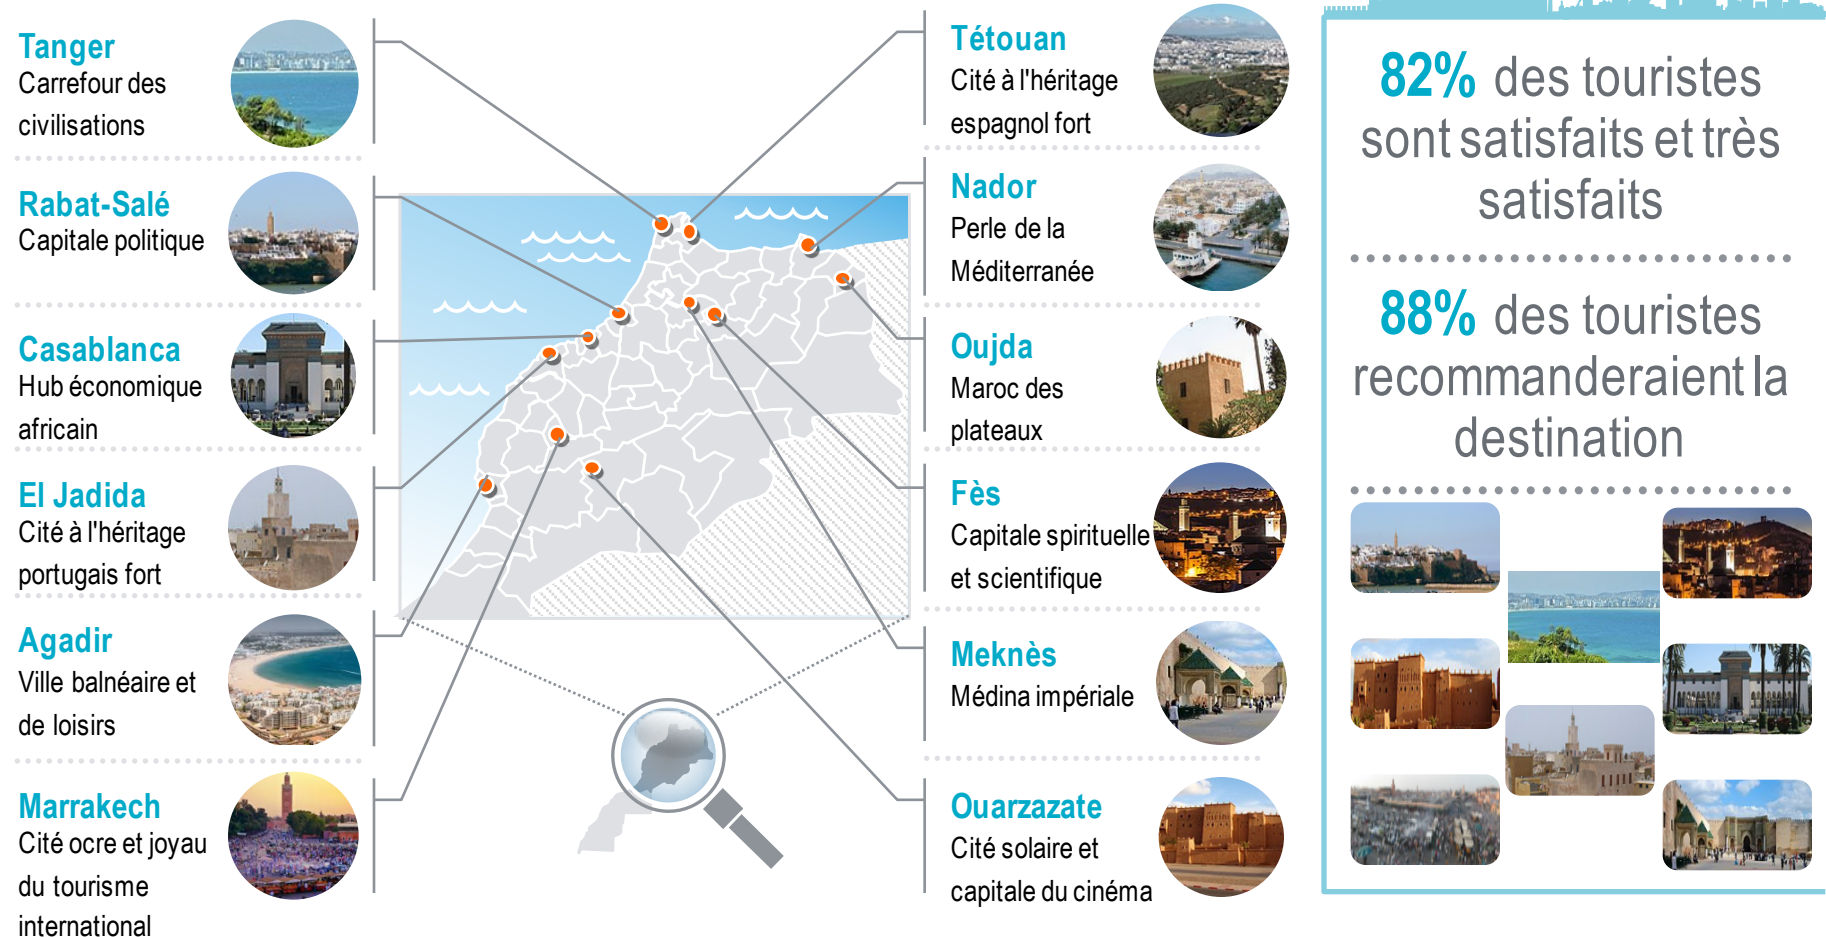 Tanger
Carrefour des
civilisations
Rabat-Salé
Capitale politique
Casablanca
Hub économique
africain
El Jadida
Cité à l'héritage
portugais fort
Agadir
Ville balnéaire et
de loisirs
Marrakech
Cité ocre et joyau
du tourisme
international
Tétouan
Cité à l'héritage
espagnol fort
Nador
Perle de la
Méditerranée
Oujda
Maroc des
plateaux
Fès
Capitale spirituelle
et scientifique
Meknès
Médina impériale
Ouarzazate
Cité solaire et
capitale du cinéma
82% des touristes
sont satisfaits et très
satisfaits
88% des touristes
recommanderaient la
destination